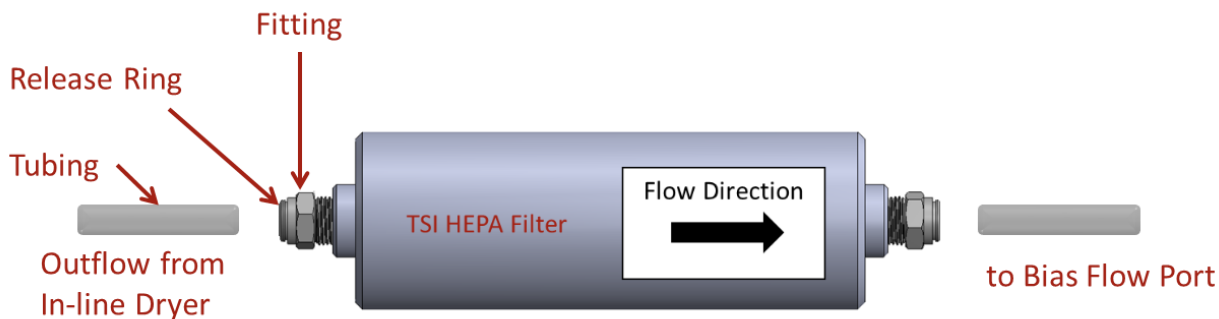 Fitting
Release Ring
Tubing
Flow Direction
TSI HEPA Filter
Outflow from
In-line Dryer
to Bias Flow Port